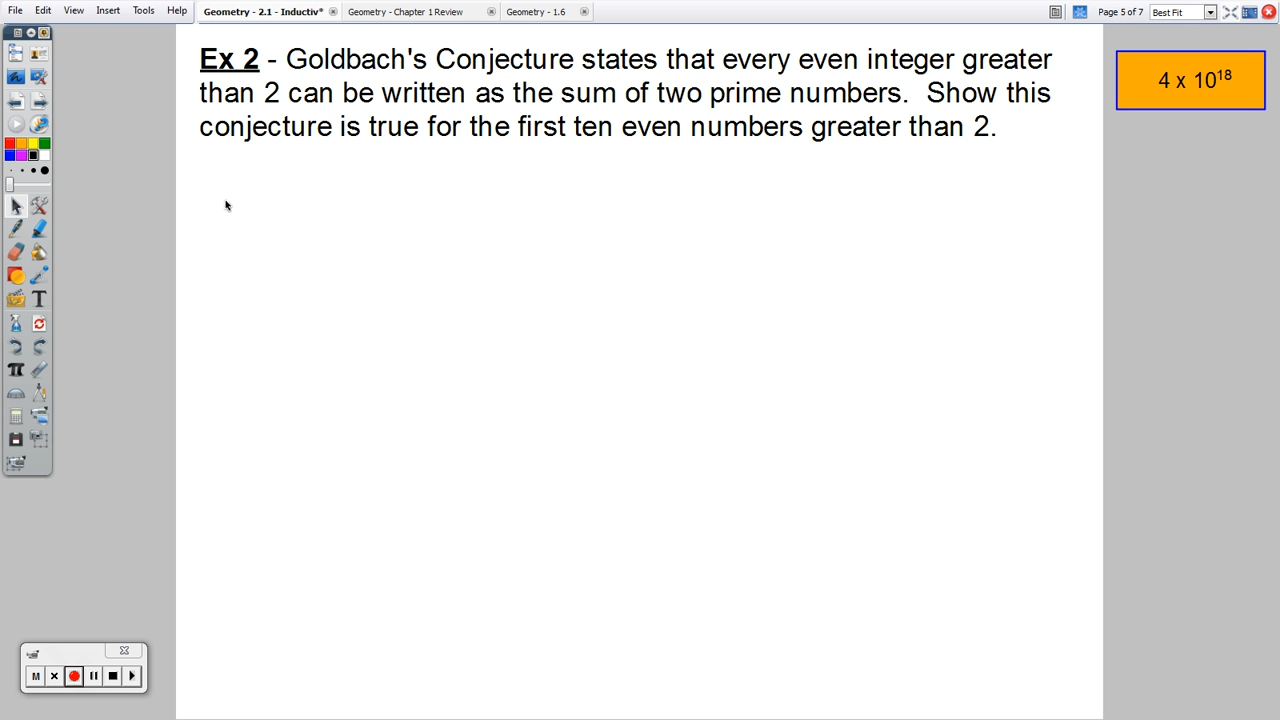 File Edit View Insert Tools Help
Geometry - 2.1 - Inductiv* Geometry - Chapter 1 Review Geometry - 1.6 Page 5 of 7 Best Fit
Ex 2 - Goldbach's Conjecture states that every even integer greater
than 2 can be written as the sum of two prime numbers.  Show this
conjecture is true for the first ten even numbers greater than 2.
4 x 10¹⁸
M